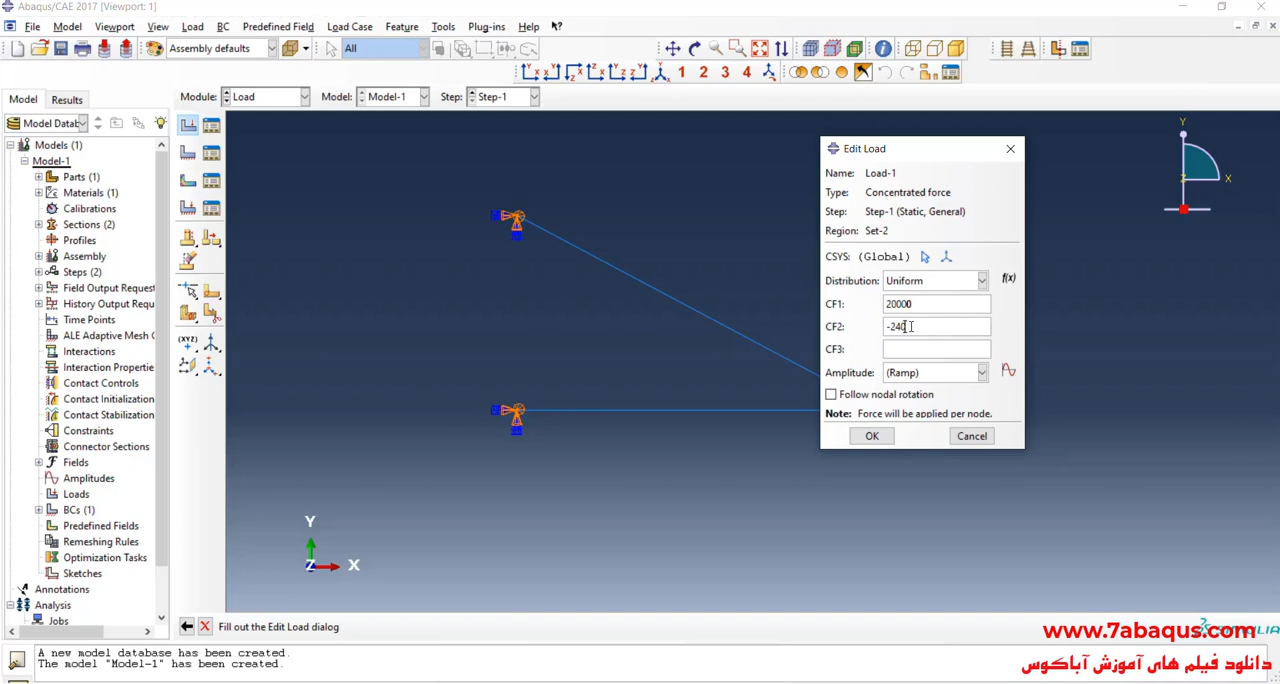 Abaqus/CAE 2017 [Viewport: 1]
File Model Viewport View Load BC Predefined Field Load Case Feature Tools Plug-ins Help
Assembly defaults All
1 2 3 4
Model Results Module: Load Model: Model-1 Step: Step-1
Model Datab
Models (1)
Model-1
Parts (1)
Materials (1)
Calibrations
Sections (2)
Profiles
Assembly
Steps (2)
Field Output Request
History Output Requ
Time Points
ALE Adaptive Mesh C
Interactions
Interaction Propertie
Contact Controls
Contact Initialization
Contact Stabilization
Constraints
Connector Sections
Fields
Amplitudes
Loads
BCs (1)
Predefined Fields
Remeshing Rules
Optimization Tasks
Sketches
Annotations
Analysis
Jobs
(XYZ)
Edit Load
Name: Load-1
Type: Concentrated force
Step: Step-1 (Static, General)
Region: Set-2
CSYS: (Global)
Distribution: Uniform f(x)
CF1: 20000
CF2: -240
CF3:
Amplitude: (Ramp)
Follow nodal rotation
Note: Force will be applied per node.
OK Cancel
Y
Z X
Y
Z X
Fill out the Edit Load dialog
www.7abaqus.com
دانلود فیلم های آموزش آباکوس
A new model database has been created.
The model "Model-1" has been created.